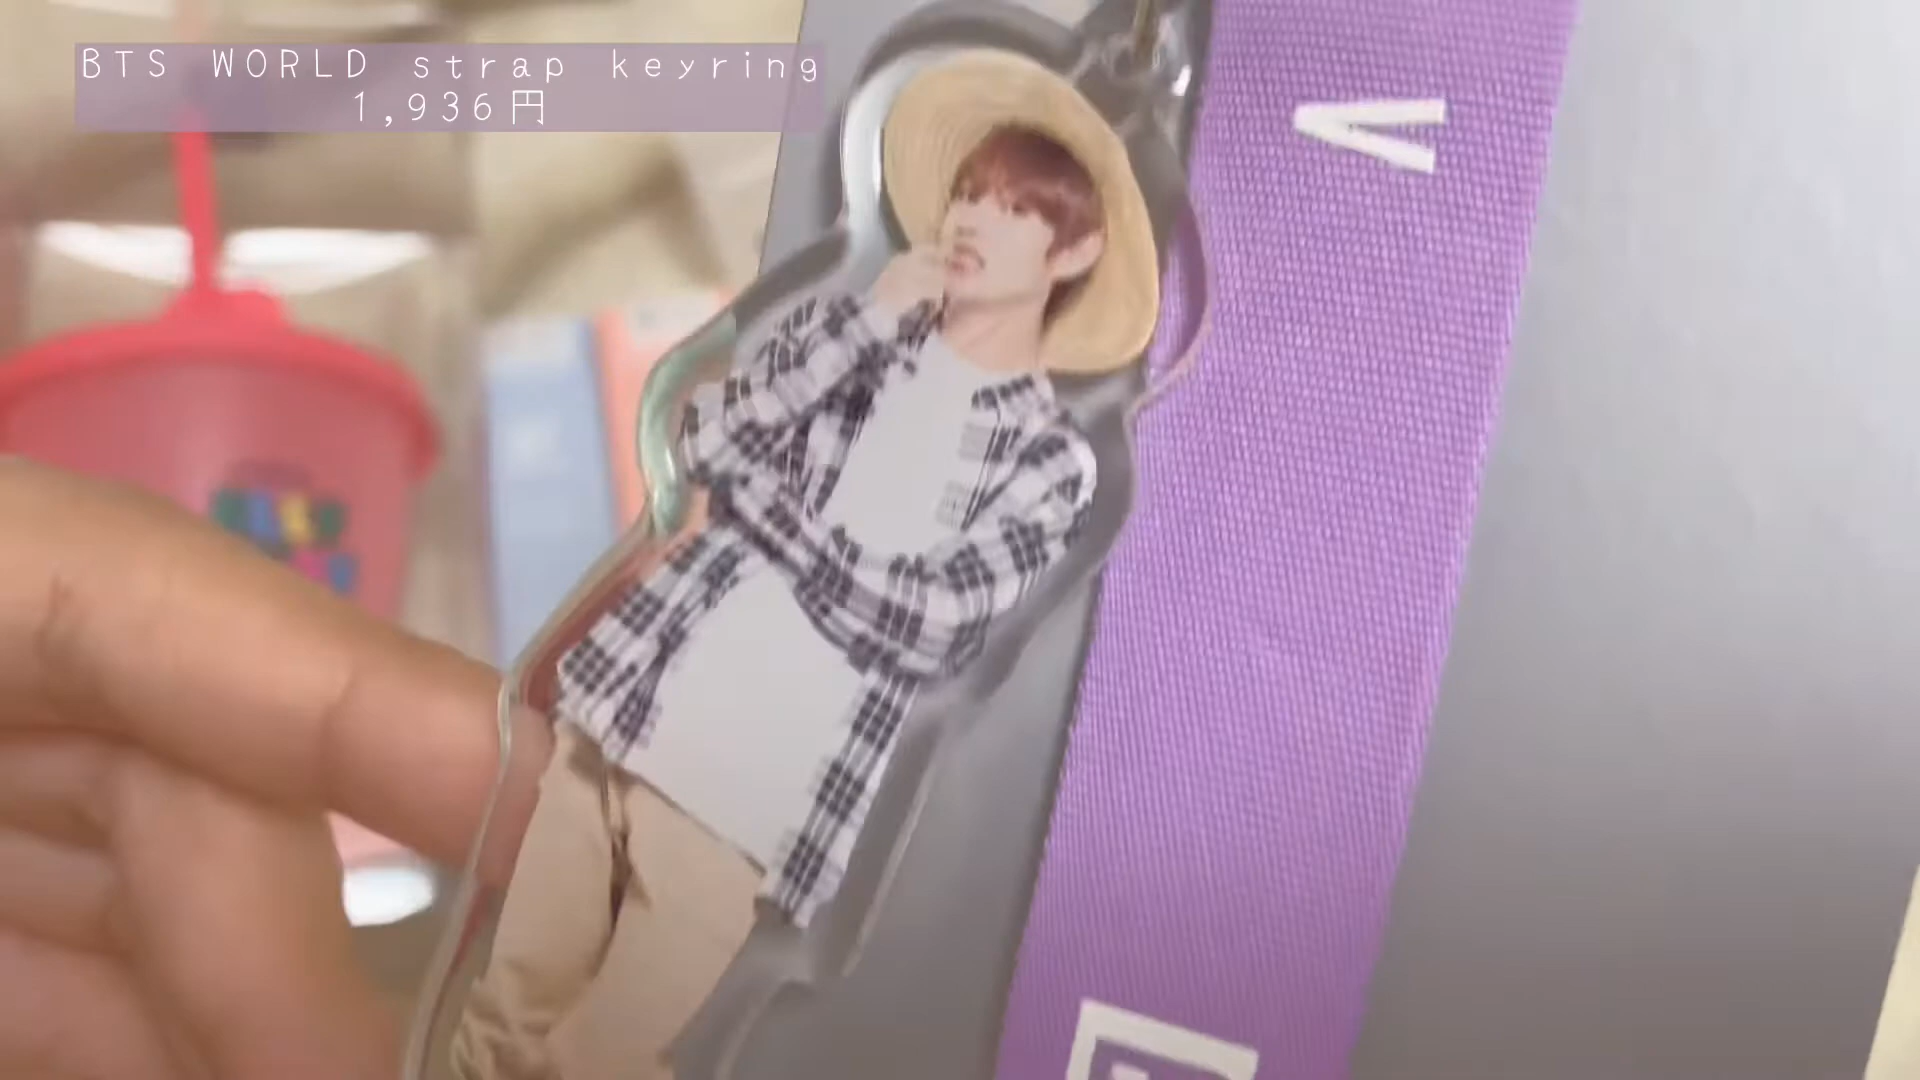 BTS WORLD strap keyring
1,936円
V